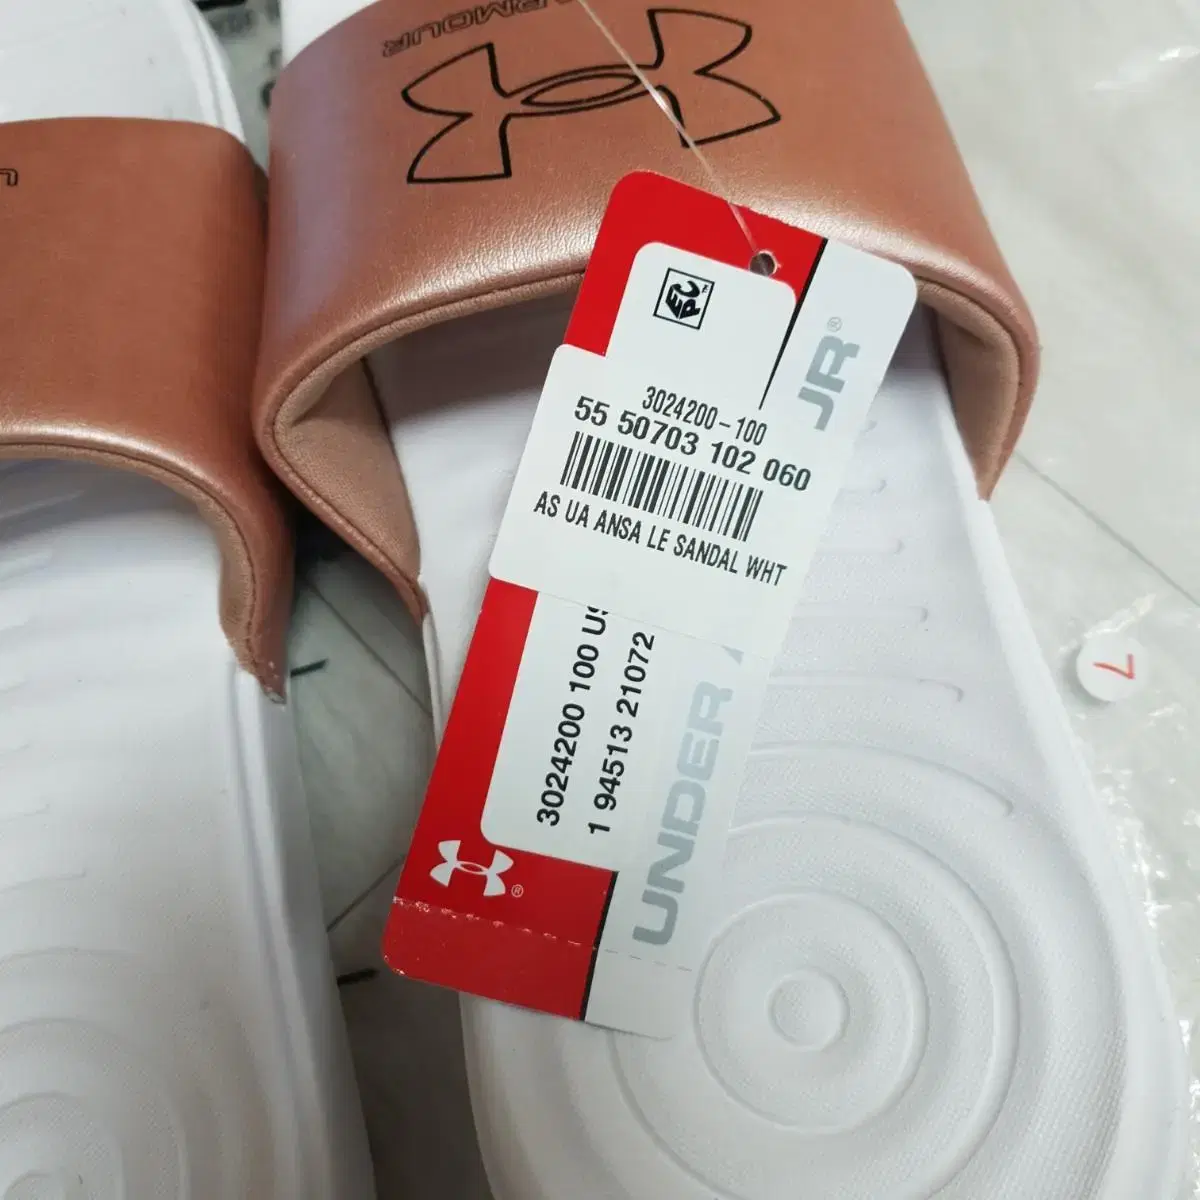 ARMOUR
JR®
3024200-100
55 50703 102 060
AS UA ANSA LE SANDAL WHT
3024200 100 US
1 94513 21072
UNDER
®
7